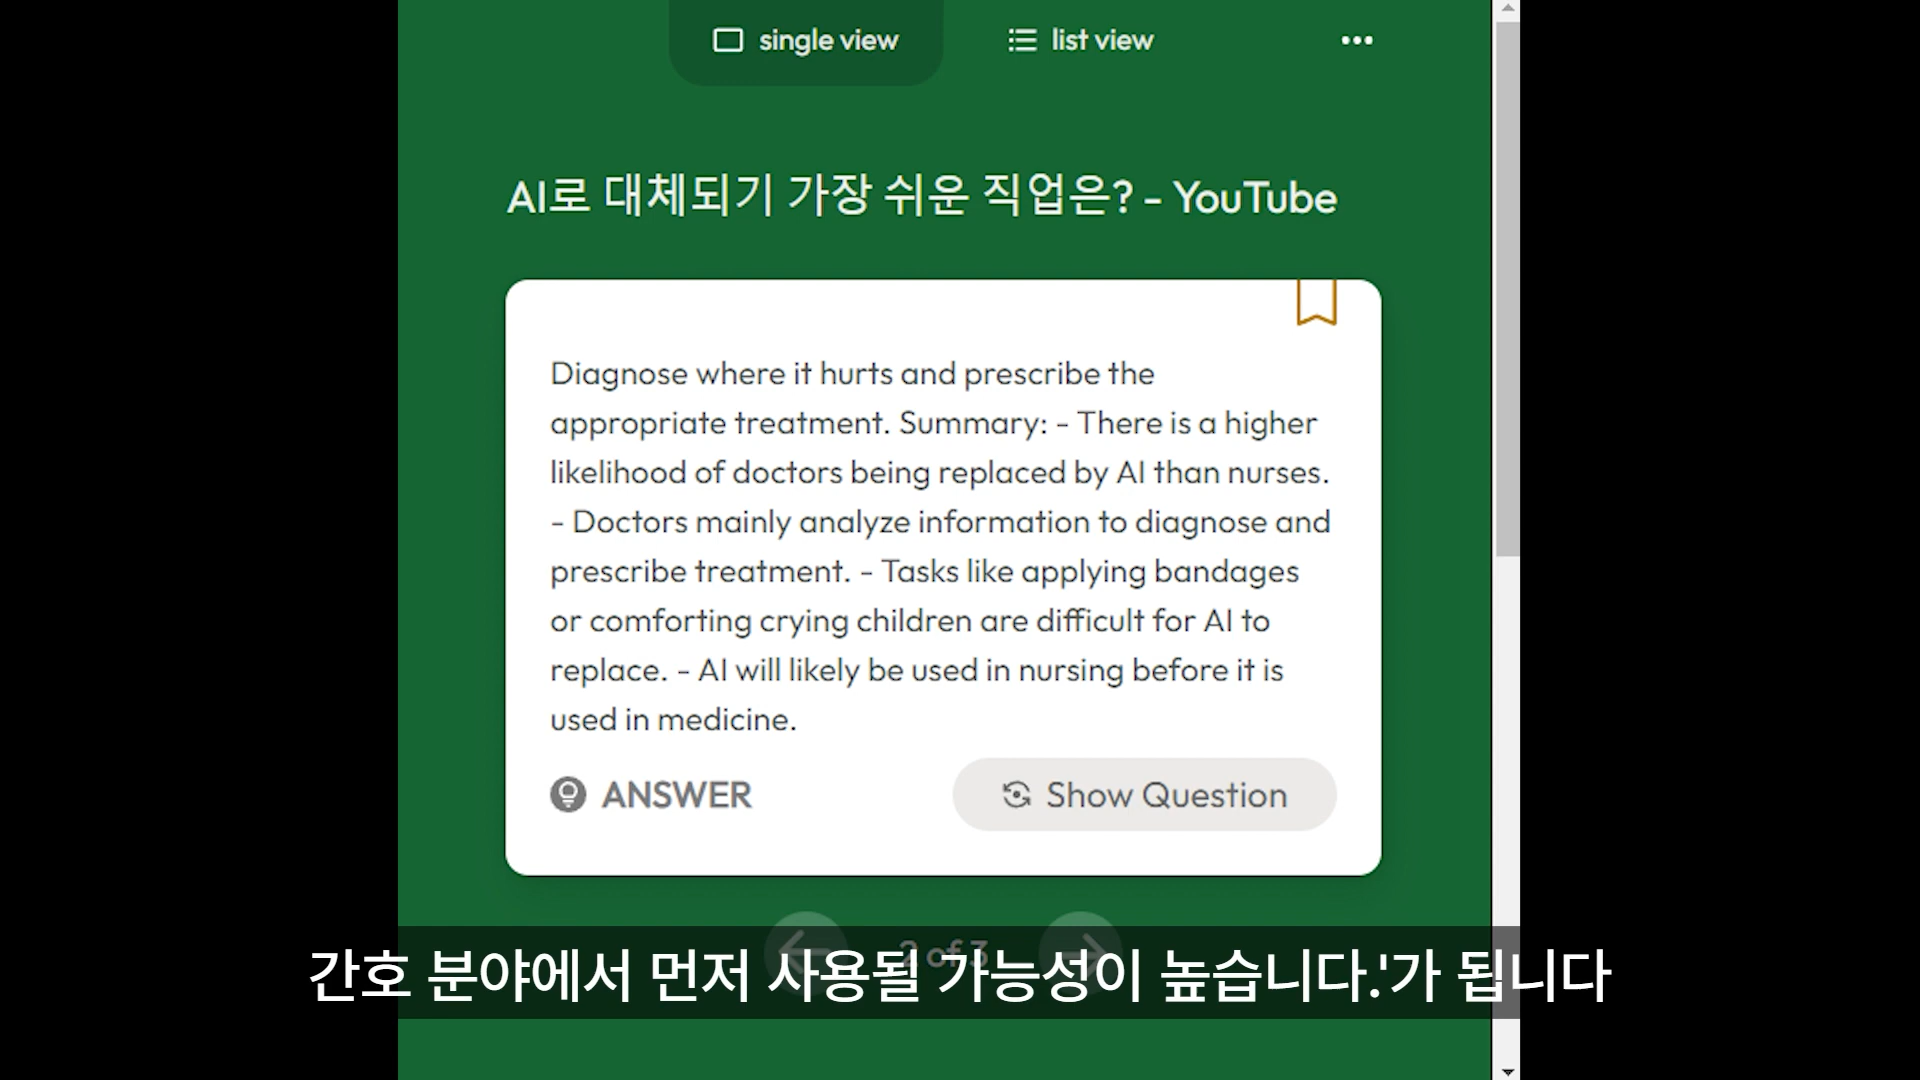 single view
list view
AI로 대체되기 가장 쉬운 직업은? - YouTube
Diagnose where it hurts and prescribe the
appropriate treatment. Summary: - There is a higher
likelihood of doctors being replaced by AI than nurses.
- Doctors mainly analyze information to diagnose and
prescribe treatment. - Tasks like applying bandages
or comforting crying children are difficult for AI to
replace. - AI will likely be used in nursing before it is
used in medicine.
ANSWER
Show Question
2 of 3
간호 분야에서 먼저 사용될 가능성이 높습니다.'가 됩니다